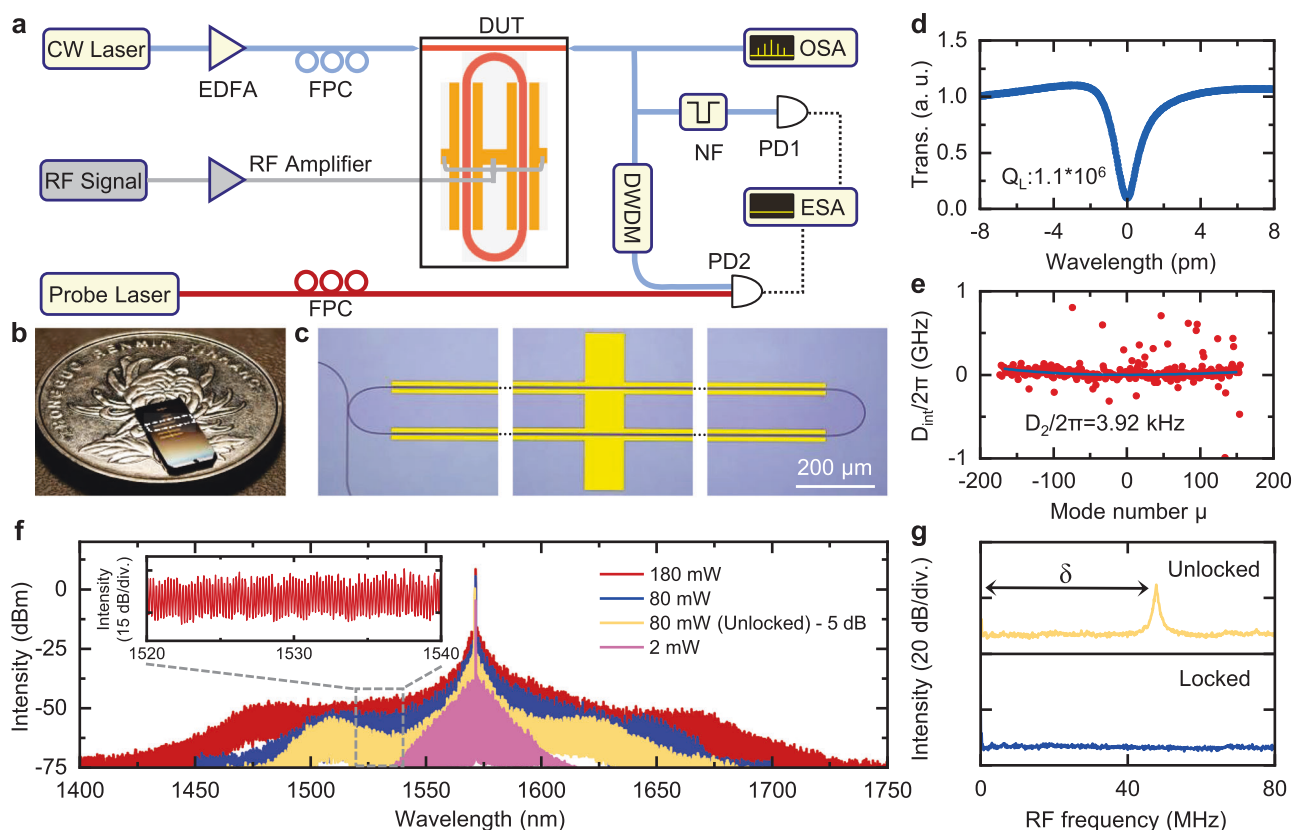 a
CW Laser
EDFA
FPC
DUT
OSA
NF
PD1
RF Signal
RF Amplifier
DWDM
ESA
PD2
Probe Laser
FPC
b
c
200 μm
d
Trans. (a. u.)
1.5
1.0
0.5
0.0
Q_L:1.1*10^6
-8 -4 0 4 8
Wavelength (pm)
e
D_int/2π (GHz)
1
0
-1
D_2/2π=3.92 kHz
-200 -100 0 100 200
Mode number μ
f
Intensity (dBm)
0
-25
-50
-75
Intensity
(15 dB/div.)
1520 1530 1540
180 mW
80 mW
80 mW (Unlocked) - 5 dB
2 mW
1400 1450 1500 1550 1600 1650 1700 1750
Wavelength (nm)
g
Intensity (20 dB/div.)
δ
Unlocked
Locked
0 40 80
RF frequency (MHz)